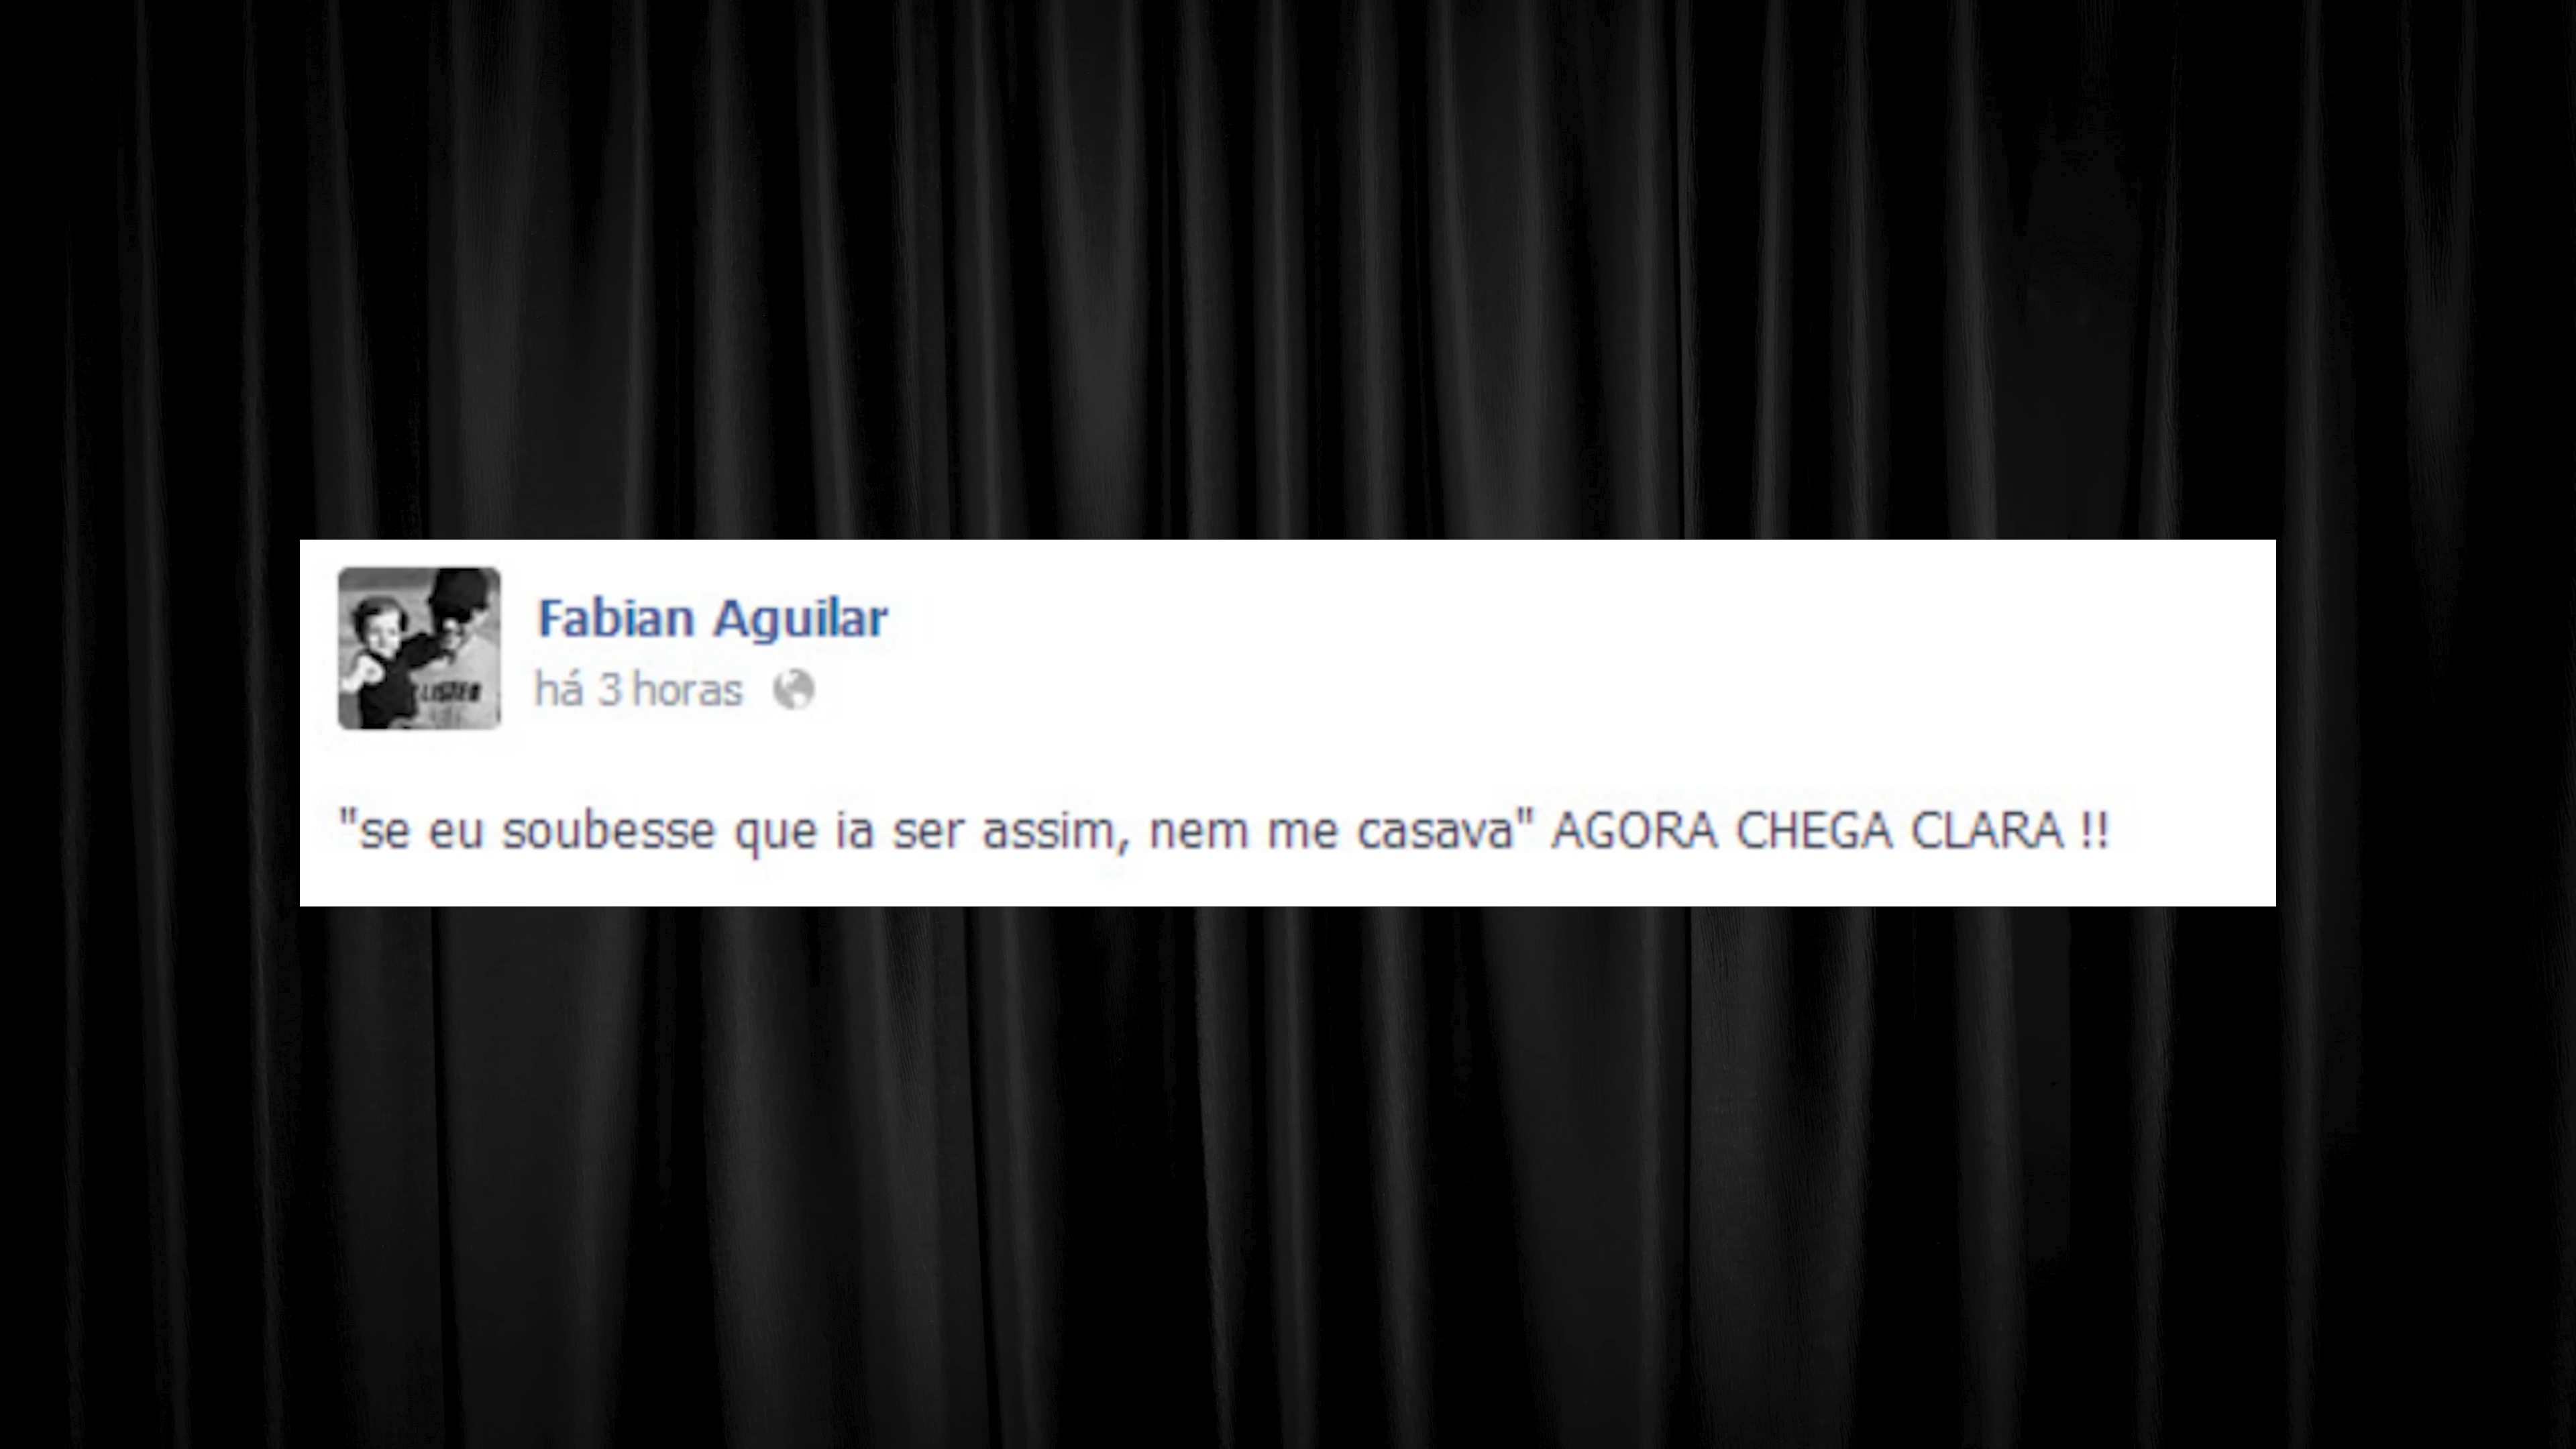 Fabian Aguilar
há 3 horas
"se eu soubesse que ia ser assim, nem me casava" AGORA CHEGA CLARA !!